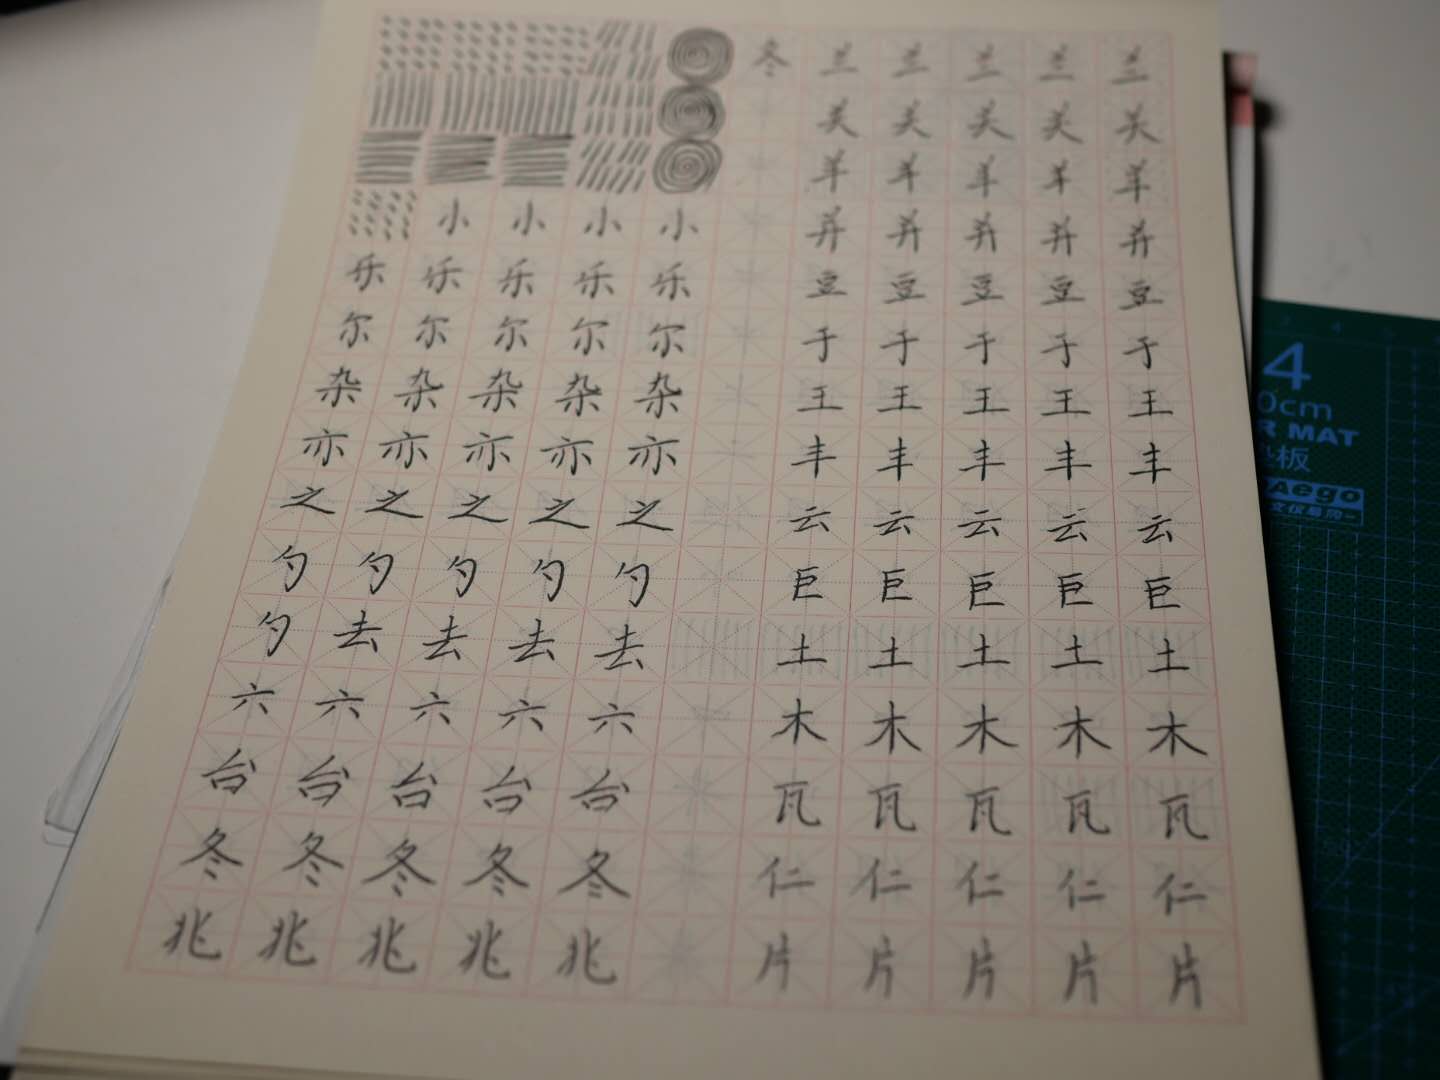 冬 兰 兰 兰 兰 兰
关 关 关 关 关
羊 羊 羊 羊 羊
小 小 小 小 并 并 并 并 并
乐 乐 乐 乐 乐 豆 豆 豆 豆 豆
尔 尔 尔 尔 尔 于 于 于 于 于
杂 杂 杂 杂 杂 王 王 王 王 王
亦 亦 亦 亦 亦 丰 丰 丰 丰 丰
之 之 之 之 之 云 云 云 云 云
勺 勺 勺 勺 勺 巨 巨 巨 巨 巨
勺 去 去 去 去 土 土 土 土 土
六 六 六 六 六 木 木 木 木 木
台 台 台 台 台 瓦 瓦 瓦 瓦 瓦
冬 冬 冬 冬 冬 仁 仁 仁 仁 仁
兆 兆 兆 兆 兆 片 片 片 片 片
4
0cm
MAT
板